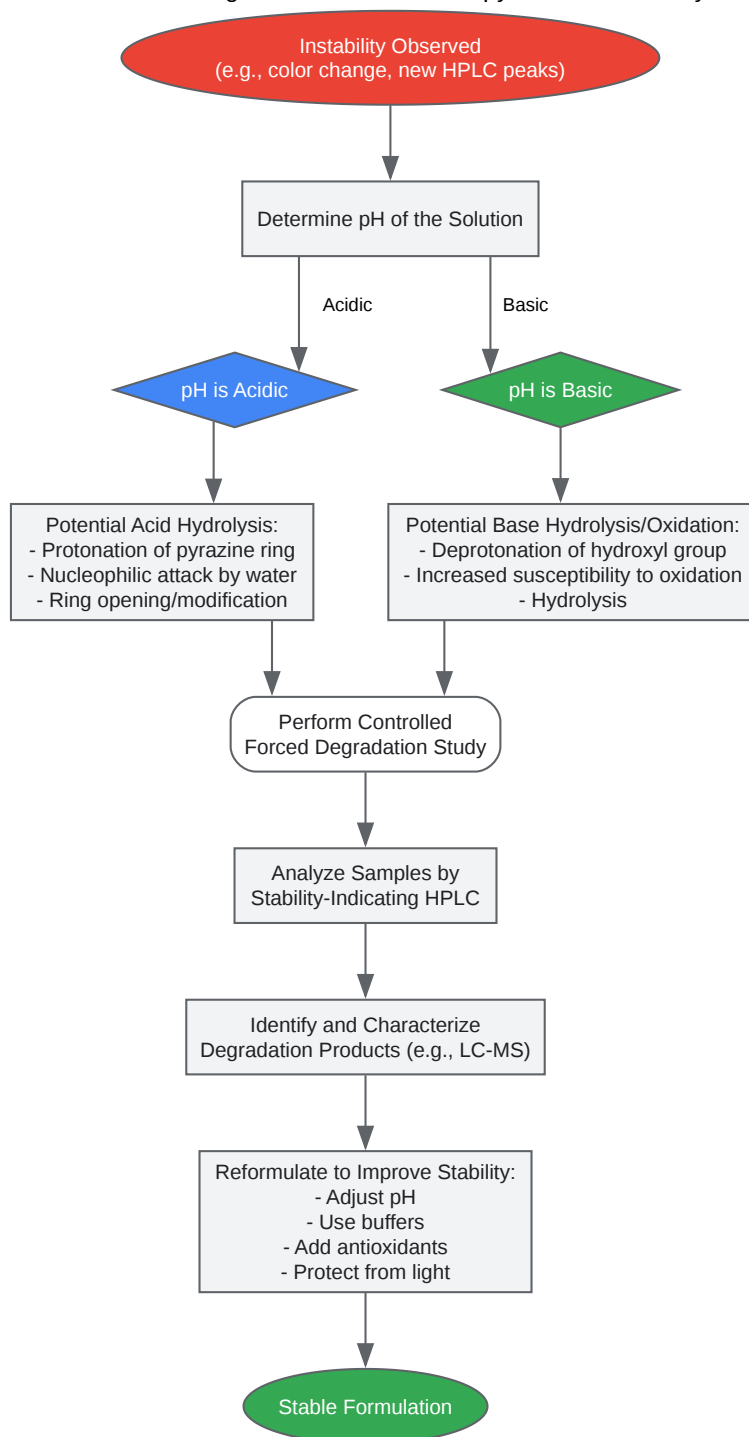 Instability Observed
(e.g., color change, new HPLC peaks)
Determine pH of the Solution
Acidic
Basic
pH is Acidic
pH is Basic
Potential Acid Hydrolysis:
- Protonation of pyrazine ring
- Nucleophilic attack by water
- Ring opening/modification
Potential Base Hydrolysis/Oxidation:
- Deprotonation of hydroxyl group
- Increased susceptibility to oxidation
- Hydrolysis
Perform Controlled
Forced Degradation Study
Analyze Samples by
Stability-Indicating HPLC
Identify and Characterize
Degradation Products (e.g., LC-MS)
Reformulate to Improve Stability:
- Adjust pH
- Use buffers
- Add antioxidants
- Protect from light
Stable Formulation